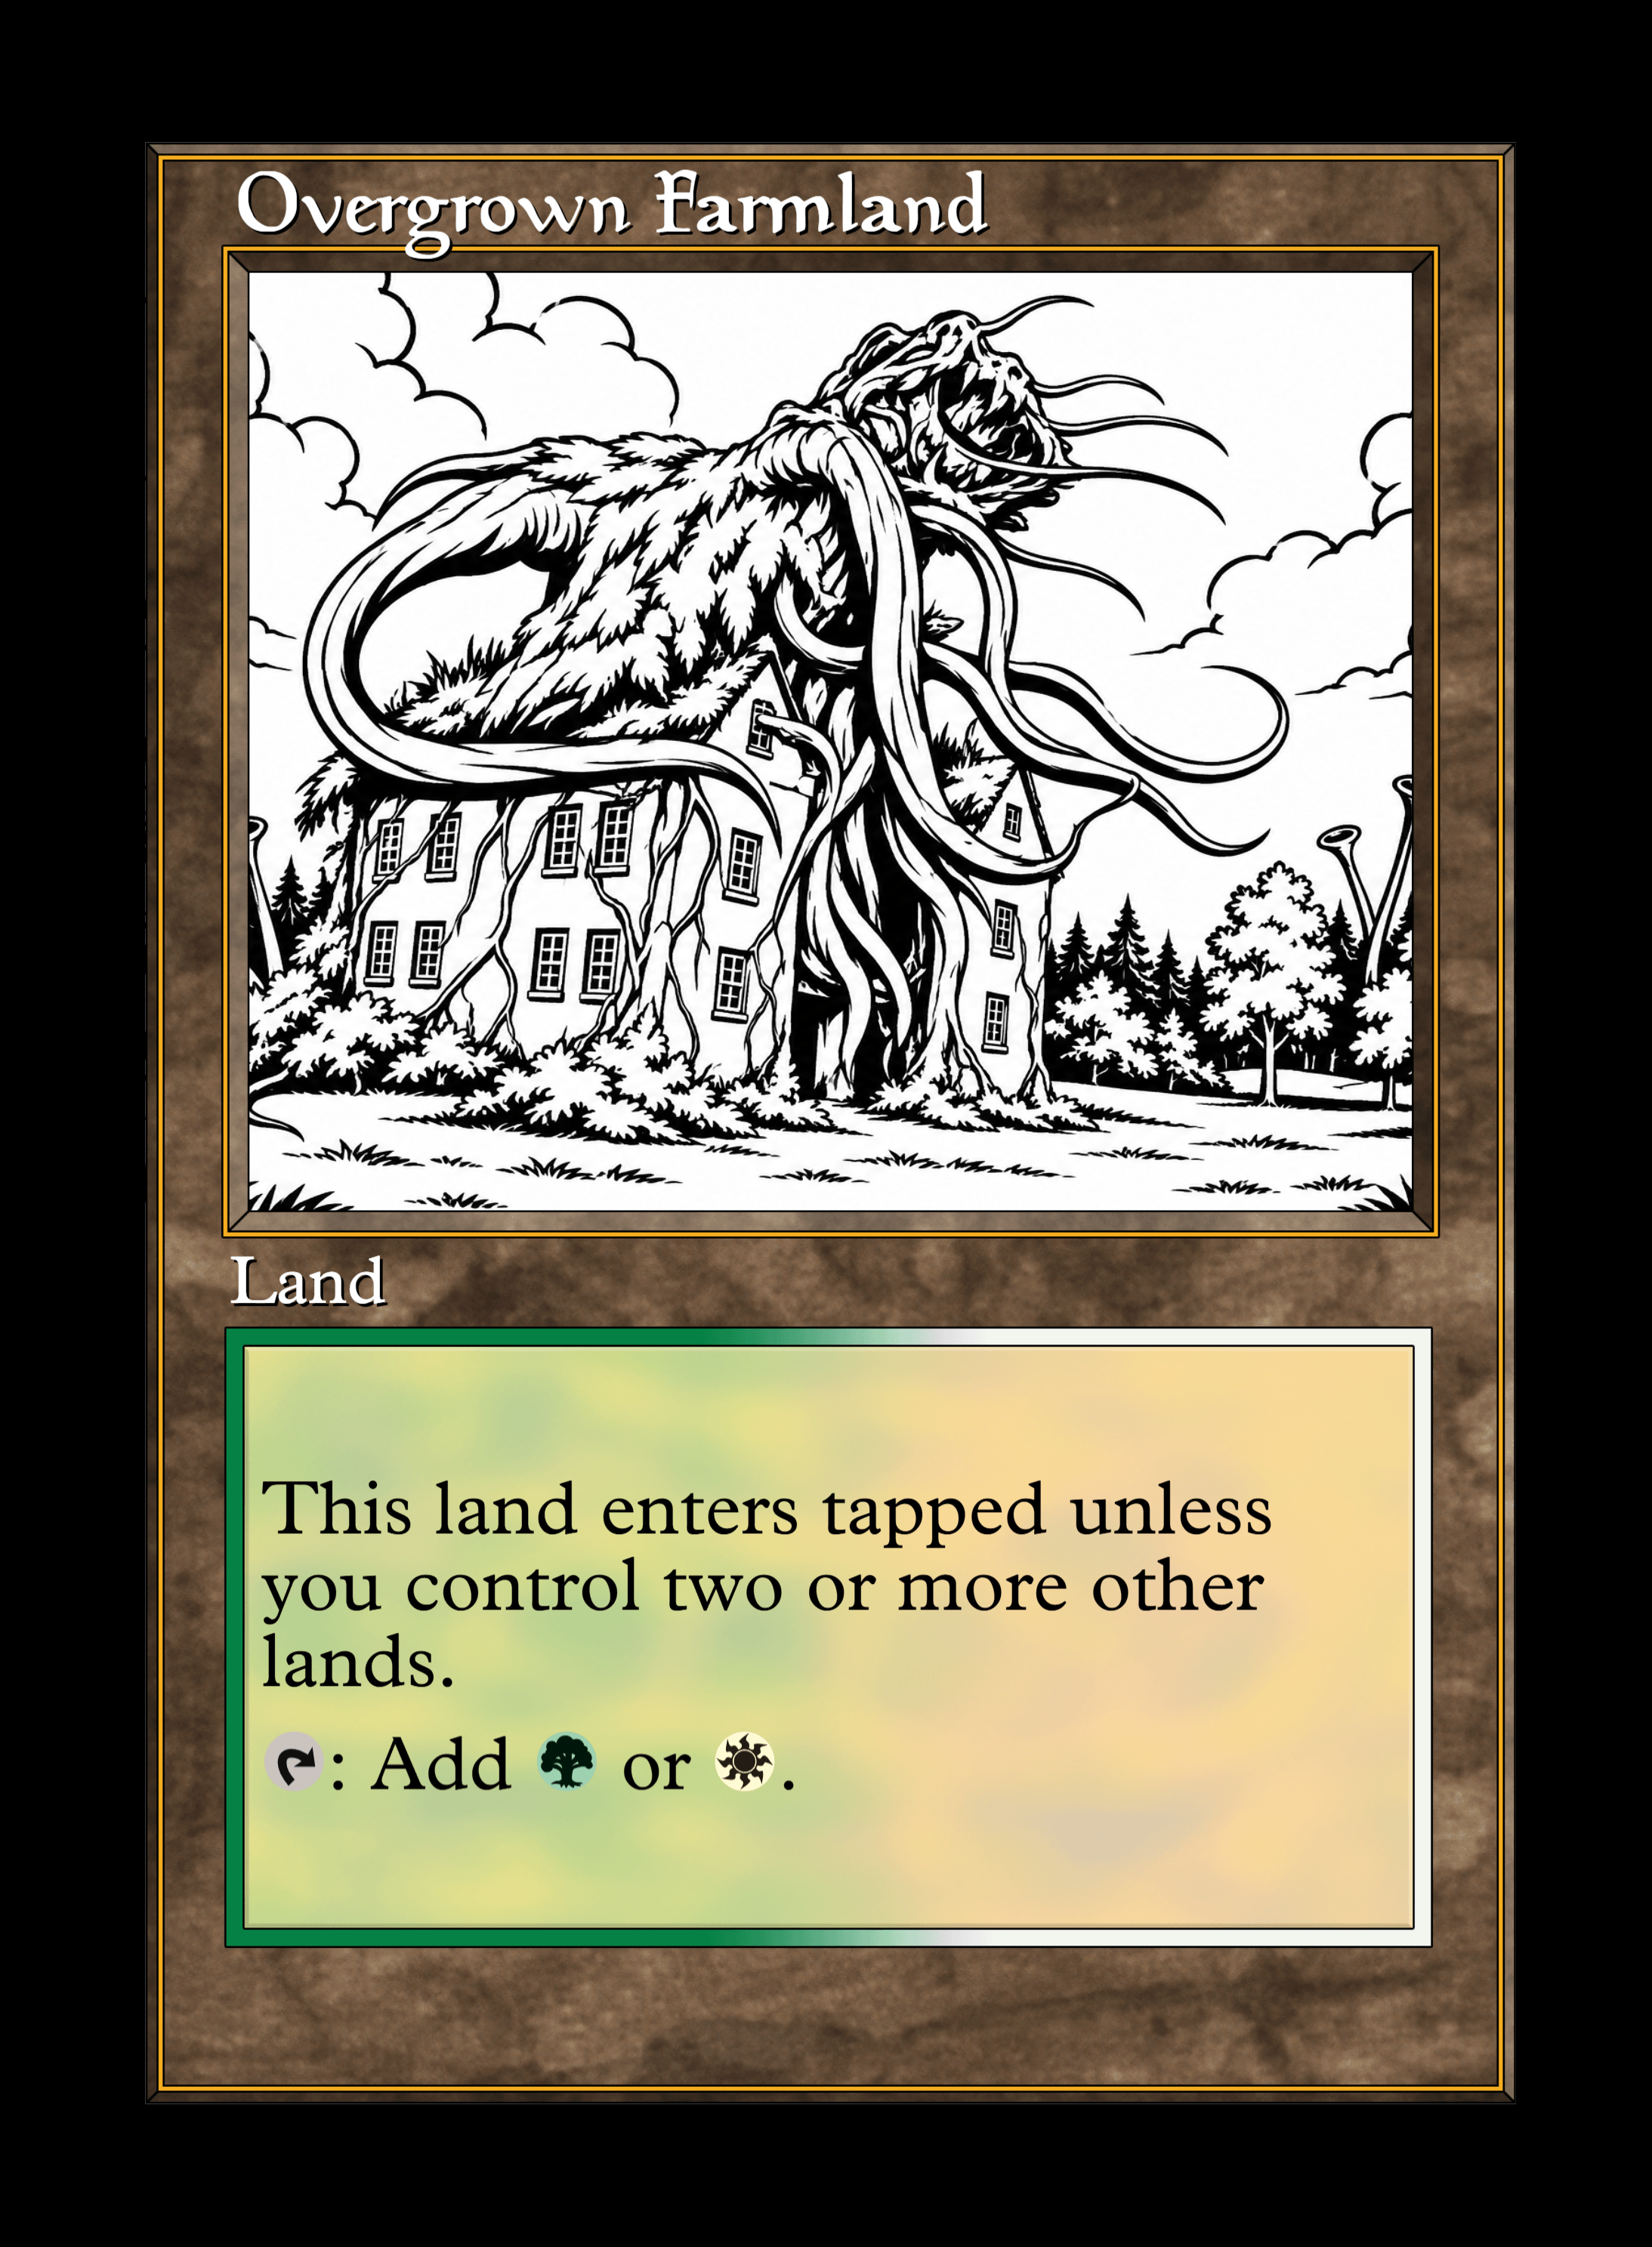 Overgrown Farmland
Land
This land enters tapped unless
you control two or more other
lands.
: Add or .